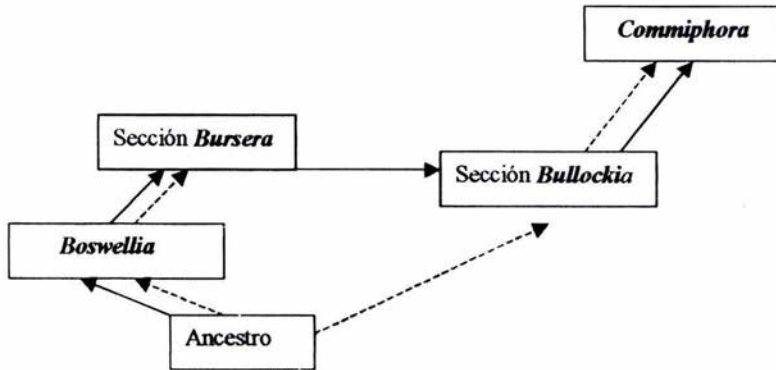 Commiphora
Sección Bursera
Sección Bullockia
Boswellia
Ancestro